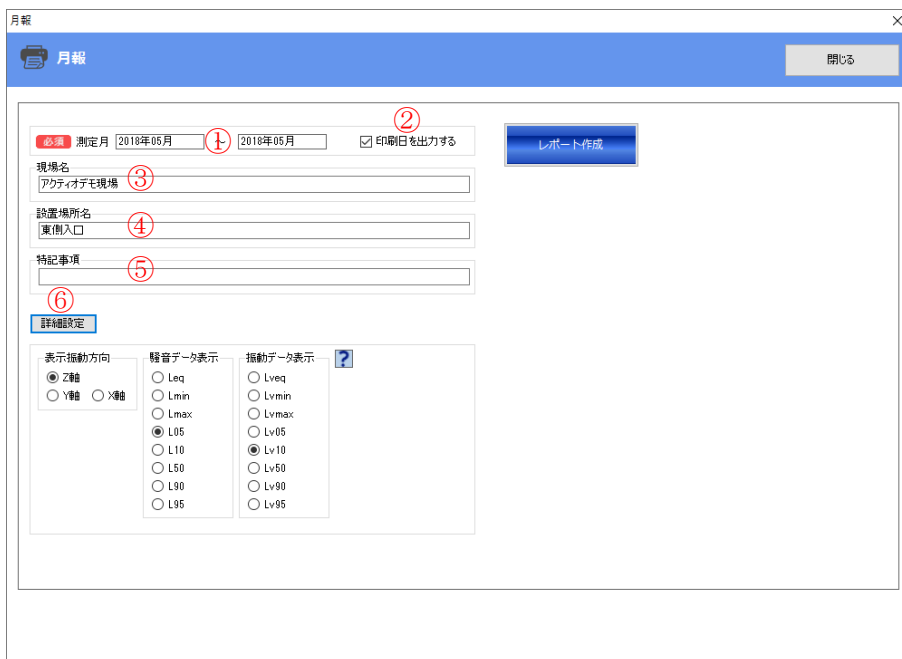 月報
月報
閉じる
②
必須 測定月 2018年05月 ① ～ 2018年05月 印刷日を出力する
レポート作成
現場名 ③
アクティオデモ現場
設置場所名 ④
東側入口
特記事項 ⑤
⑥
詳細設定
表示振動方向 騒音データ表示 振動データ表示 ?
Z軸 Leq Lveq
Y軸 X軸 Lmin Lvmin
Lmax Lvmax
L05 Lv05
L10 Lv10
L50 Lv50
L90 Lv90
L95 Lv95